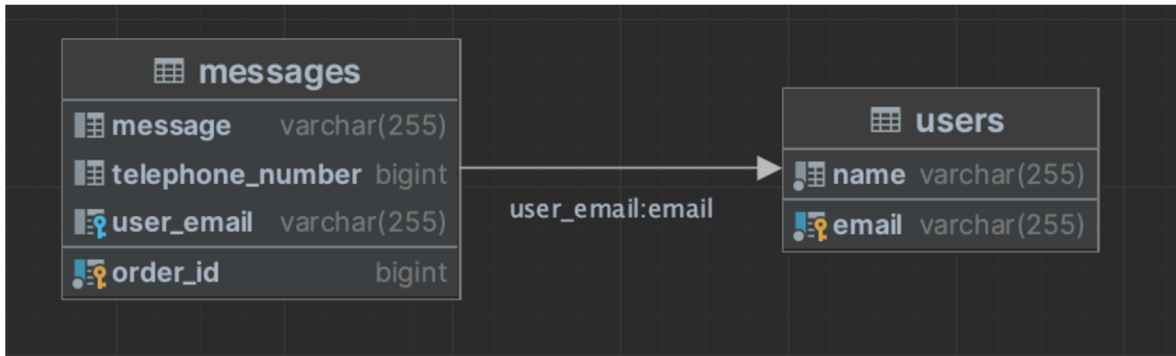 messages
message varchar(255)
telephone_number bigint
user_email varchar(255)
order_id bigint
user_email:email
users
name varchar(255)
email varchar(255)